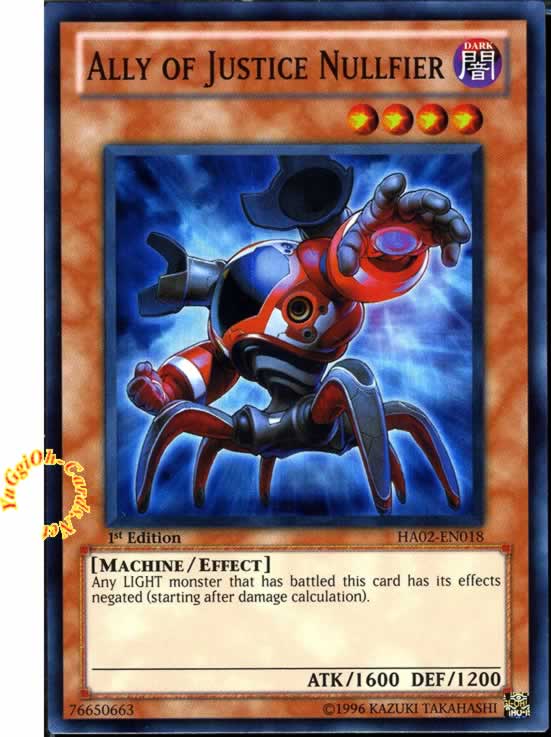 ALLY OF JUSTICE NULLFIER
DARK
闇
1st Edition
HA02-EN018
[MACHINE/EFFECT]
Any LIGHT monster that has battled this card has its effects
negated (starting after damage calculation).
ATK/1600 DEF/1200
76650663
©1996 KAZUKI TAKAHASHI
YuGgiOh-Cards.Net